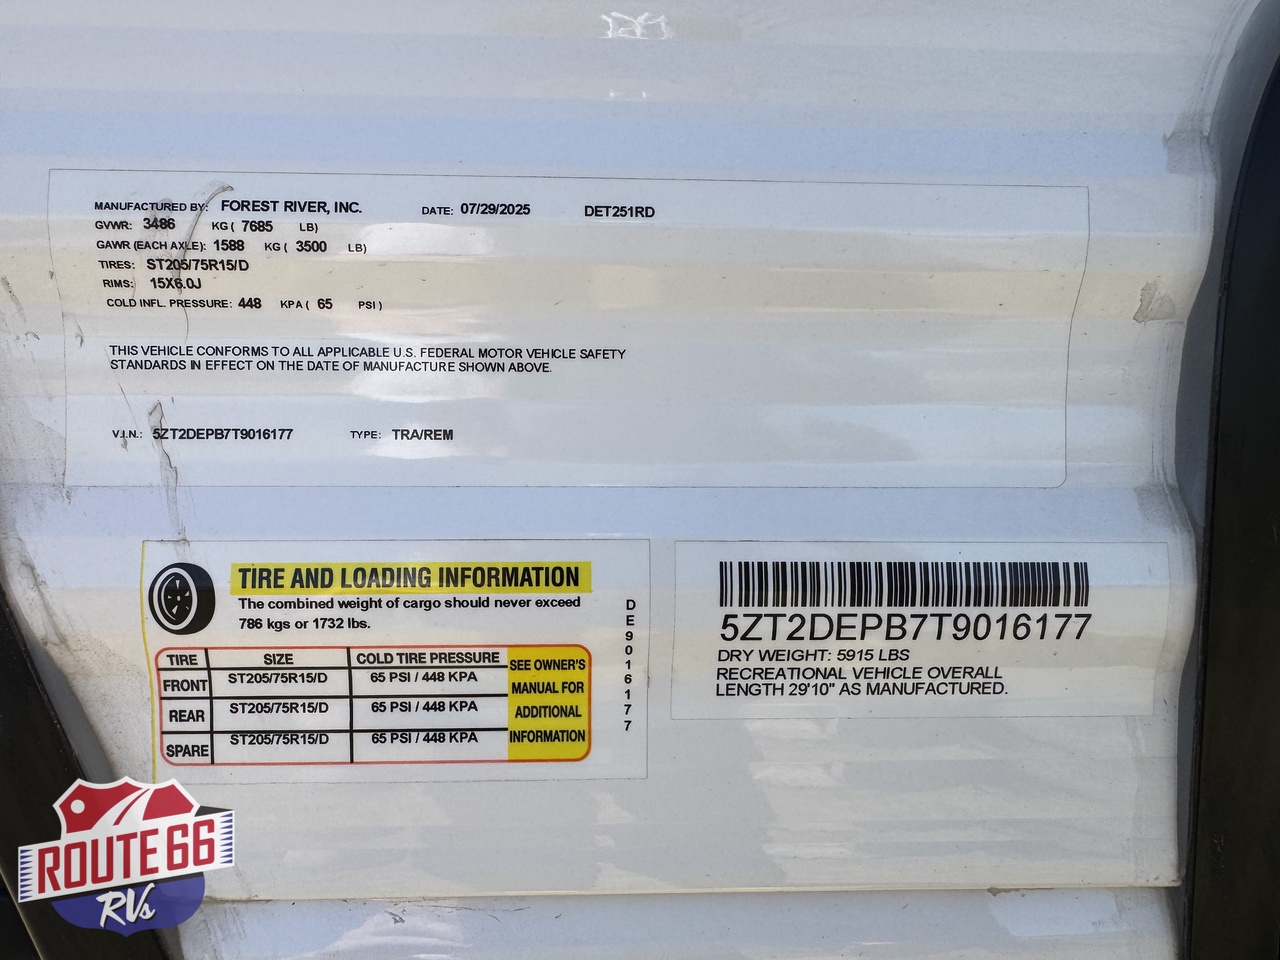 MANUFACTURED BY: FOREST RIVER, INC. DATE: 07/29/2025 DET251RD
GVWR: 3486 KG ( 7685 LB)
GAWR (EACH AXLE): 1588 KG ( 3500 LB)
TIRES: ST205/75R15/D
RIMS: 15X6.0J
COLD INFL. PRESSURE: 448 KPA ( 65 PSI )
THIS VEHICLE CONFORMS TO ALL APPLICABLE U.S. FEDERAL MOTOR VEHICLE SAFETY
STANDARDS IN EFFECT ON THE DATE OF MANUFACTURE SHOWN ABOVE.
V.I.N.: 5ZT2DEPB7T9016177 TYPE: TRA/REM
TIRE AND LOADING INFORMATION
The combined weight of cargo should never exceed
786 kgs or 1732 lbs.
TIRE SIZE COLD TIRE PRESSURE
FRONT ST205/75R15/D 65 PSI / 448 KPA
REAR ST205/75R15/D 65 PSI / 448 KPA
SPARE ST205/75R15/D 65 PSI / 448 KPA
SEE OWNER'S
MANUAL FOR
ADDITIONAL
INFORMATION
DE9016177
5ZT2DEPB7T9016177
DRY WEIGHT: 5915 LBS
RECREATIONAL VEHICLE OVERALL
LENGTH 29'10" AS MANUFACTURED.
ROUTE 66
RVs